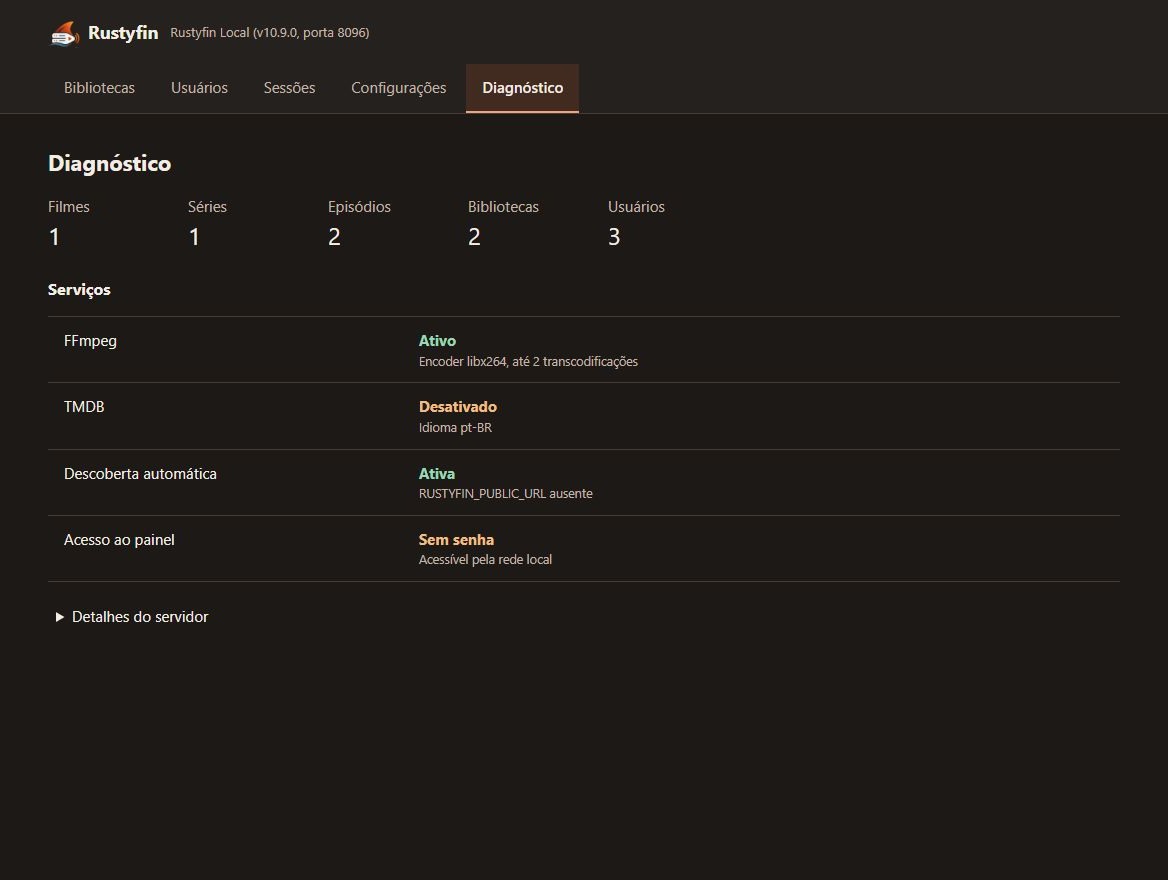 Rustyfin Rustyfin Local (v10.9.0, porta 8096)
Bibliotecas Usuários Sessões Configurações Diagnóstico
Diagnóstico
Filmes Séries Episódios Bibliotecas Usuários
1 1 2 2 3
Serviços
FFmpeg Ativo
Encoder libx264, até 2 transcodificações
TMDB Desativado
Idioma pt-BR
Descoberta automática Ativa
RUSTYFIN_PUBLIC_URL ausente
Acesso ao painel Sem senha
Acessível pela rede local
Detalhes do servidor